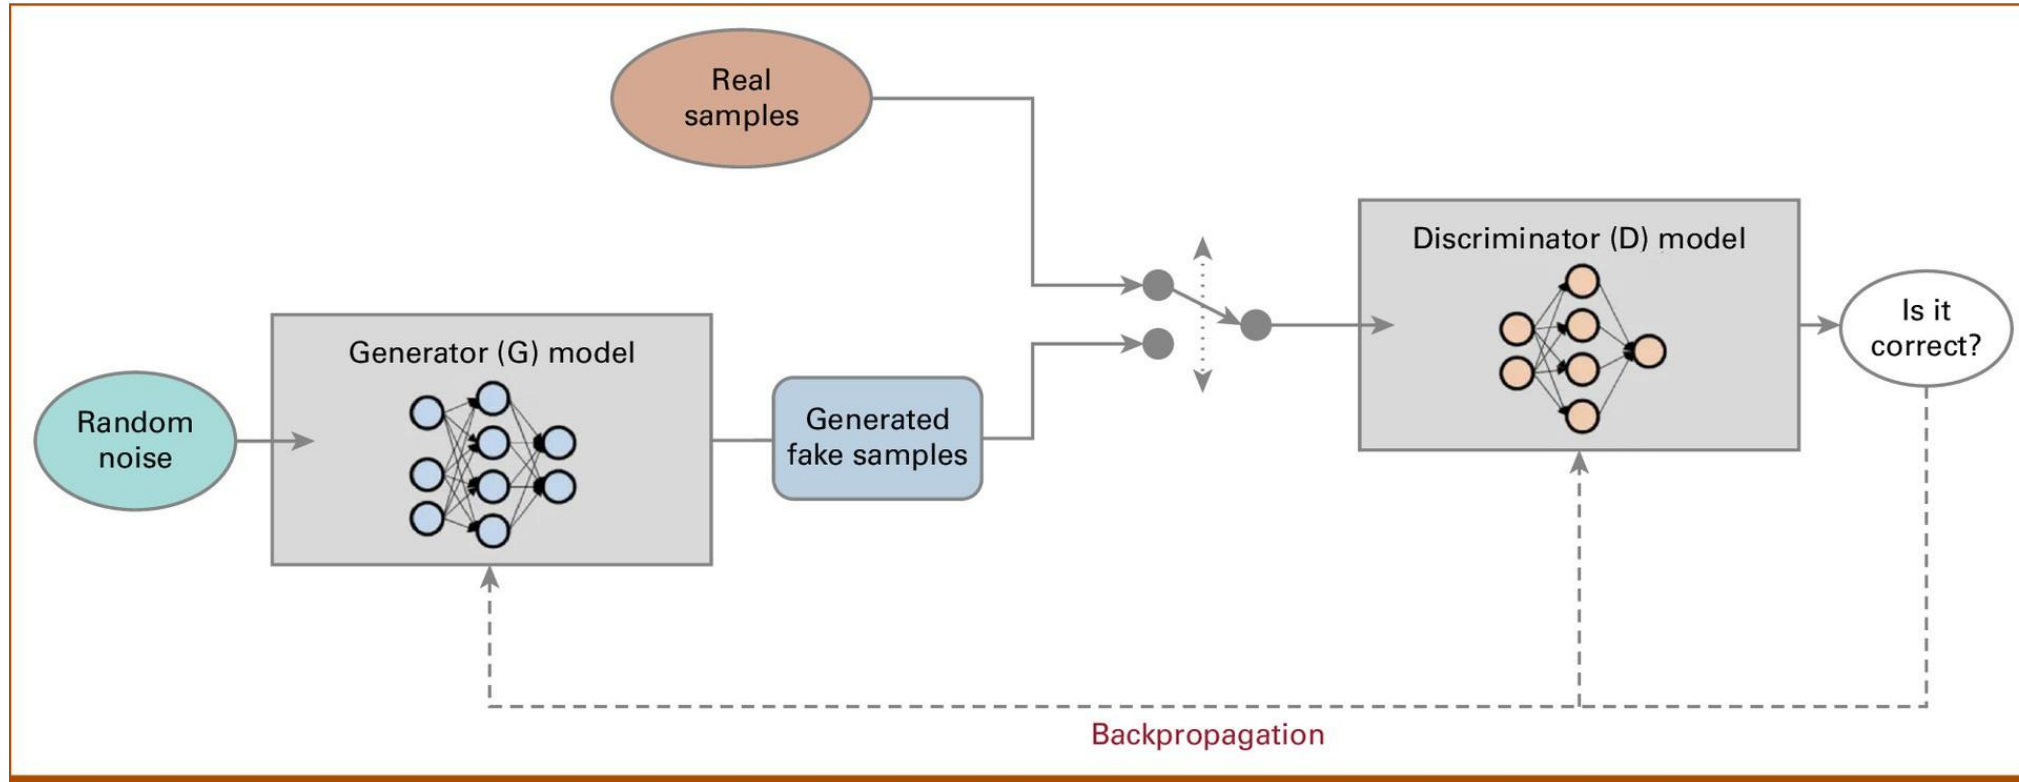 Real
samples
Discriminator (D) model
Is it
correct?
Generator (G) model
Random
noise
Generated
fake samples
Backpropagation